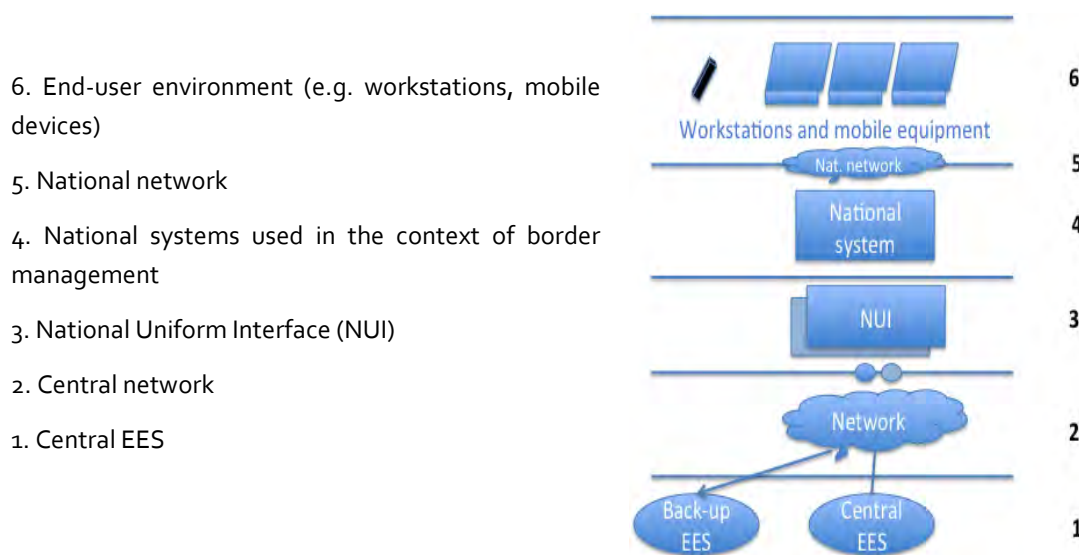 6. End-user environment (e.g. workstations, mobile
devices)
5. National network
4. National systems used in the context of border
management
3. National Uniform Interface (NUI)
2. Central network
1. Central EES
6
Workstations and mobile equipment
Nat. network
5
National
system
4
NUI
3
Network
2
Back-up
EES
Central
EES
1